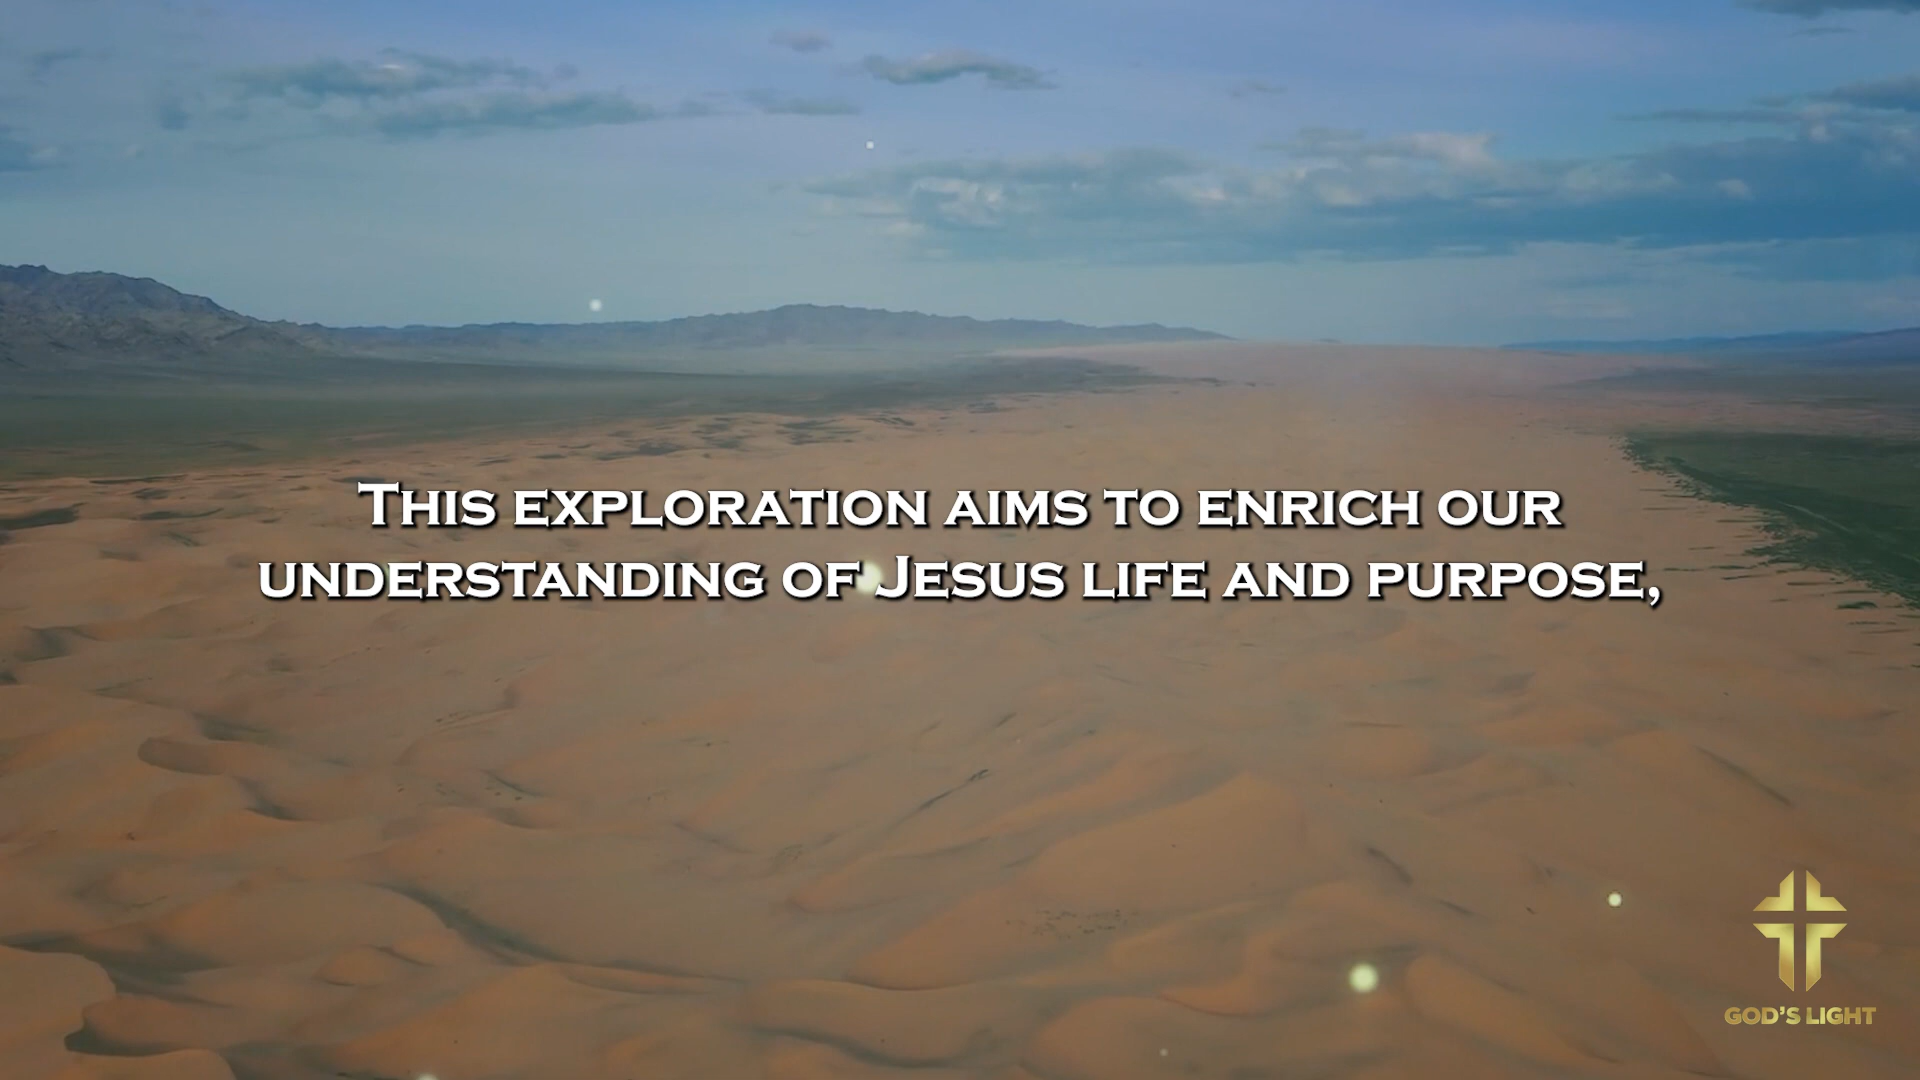 This exploration aims to enrich our
understanding of Jesus life and purpose,
GOD'S LIGHT